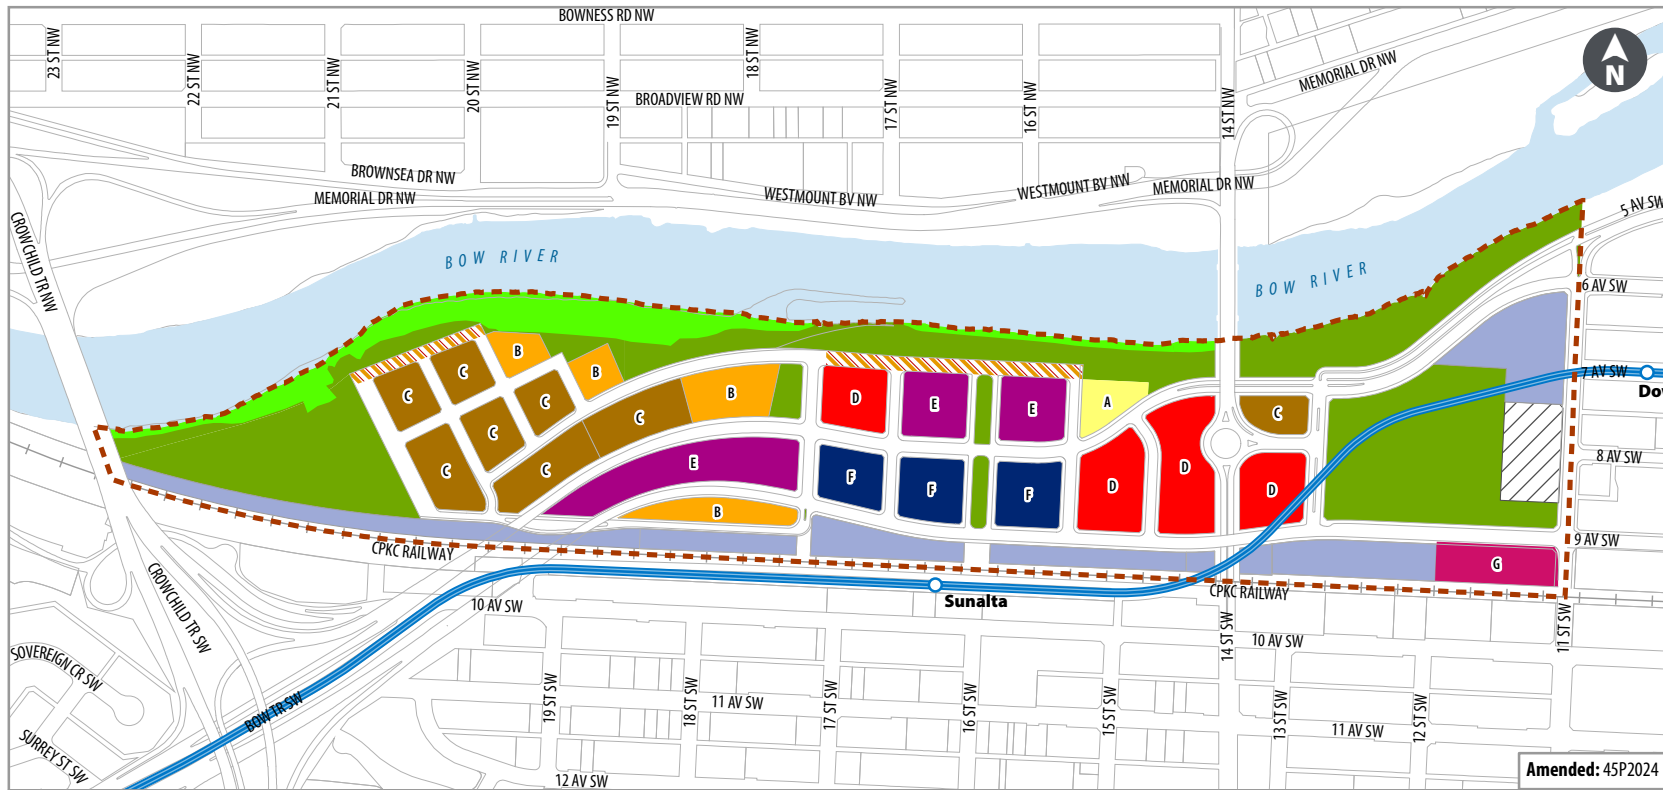 BOWNESS RD NW
23 ST NW
22 ST NW
21 ST NW
20 ST NW
19 ST NW
18 ST NW
17 ST NW
16 ST NW
14 ST NW
MEMORIAL DR NW
N
BROADVIEW RD NW
BROWNSEA DR NW
MEMORIAL DR NW
WESTMOUNT BV NW
WESTMOUNT BV NW
MEMORIAL DR NW
CROWCHILD TR NW
BOW RIVER
BOW RIVER
5 AV SW
6 AV SW
7 AV SW
8 AV SW
9 AV SW
B
B
C
C
C
B
C
C
C
C
C
D
E
E
A
C
E
F
F
F
D
D
D
B
G
CPKC RAILWAY
CPKC RAILWAY
Sunalta
10 AV SW
10 AV SW
CROWCHILD TR SW
SOVEREIGN CR SW
SURREY ST SW
BOW TR SW
19 ST SW
18 ST SW
17 ST SW
16 ST SW
15 ST SW
14 ST SW
13 ST SW
12 ST SW
11 ST SW
11 AV SW
11 AV SW
12 AV SW
Amended: 45P2024